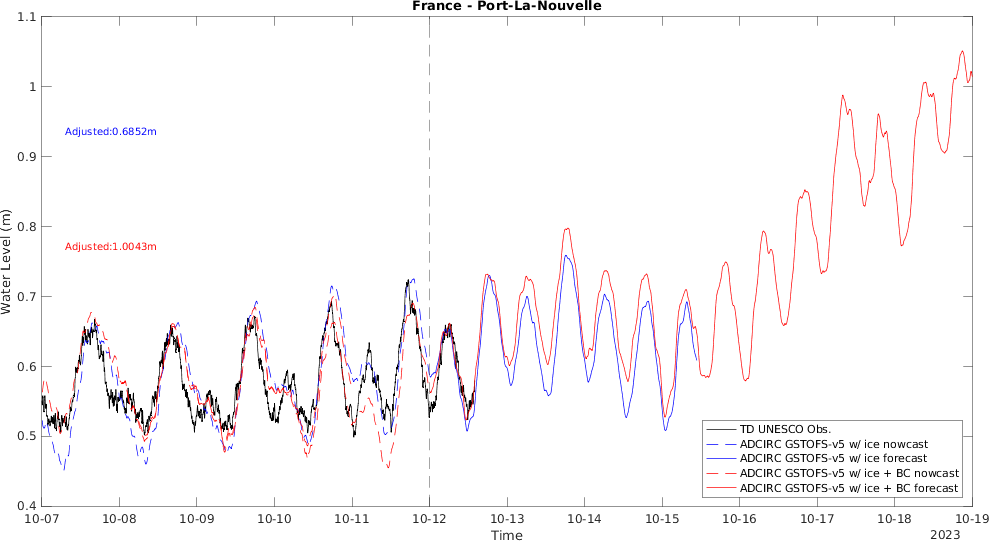 France - Port-La-Nouvelle
1.1
1
0.9
0.8
0.7
0.6
0.5
0.4
Water Level (m)
Adjusted:0.6852m
Adjusted:1.0043m
TD UNESCO Obs.
ADCIRC GSTOFS-v5 w/ ice nowcast
ADCIRC GSTOFS-v5 w/ ice forecast
ADCIRC GSTOFS-v5 w/ ice + BC nowcast
ADCIRC GSTOFS-v5 w/ ice + BC forecast
10-07 10-08 10-09 10-10 10-11 10-12 10-13 10-14 10-15 10-16 10-17 10-18 10-19
Time
2023